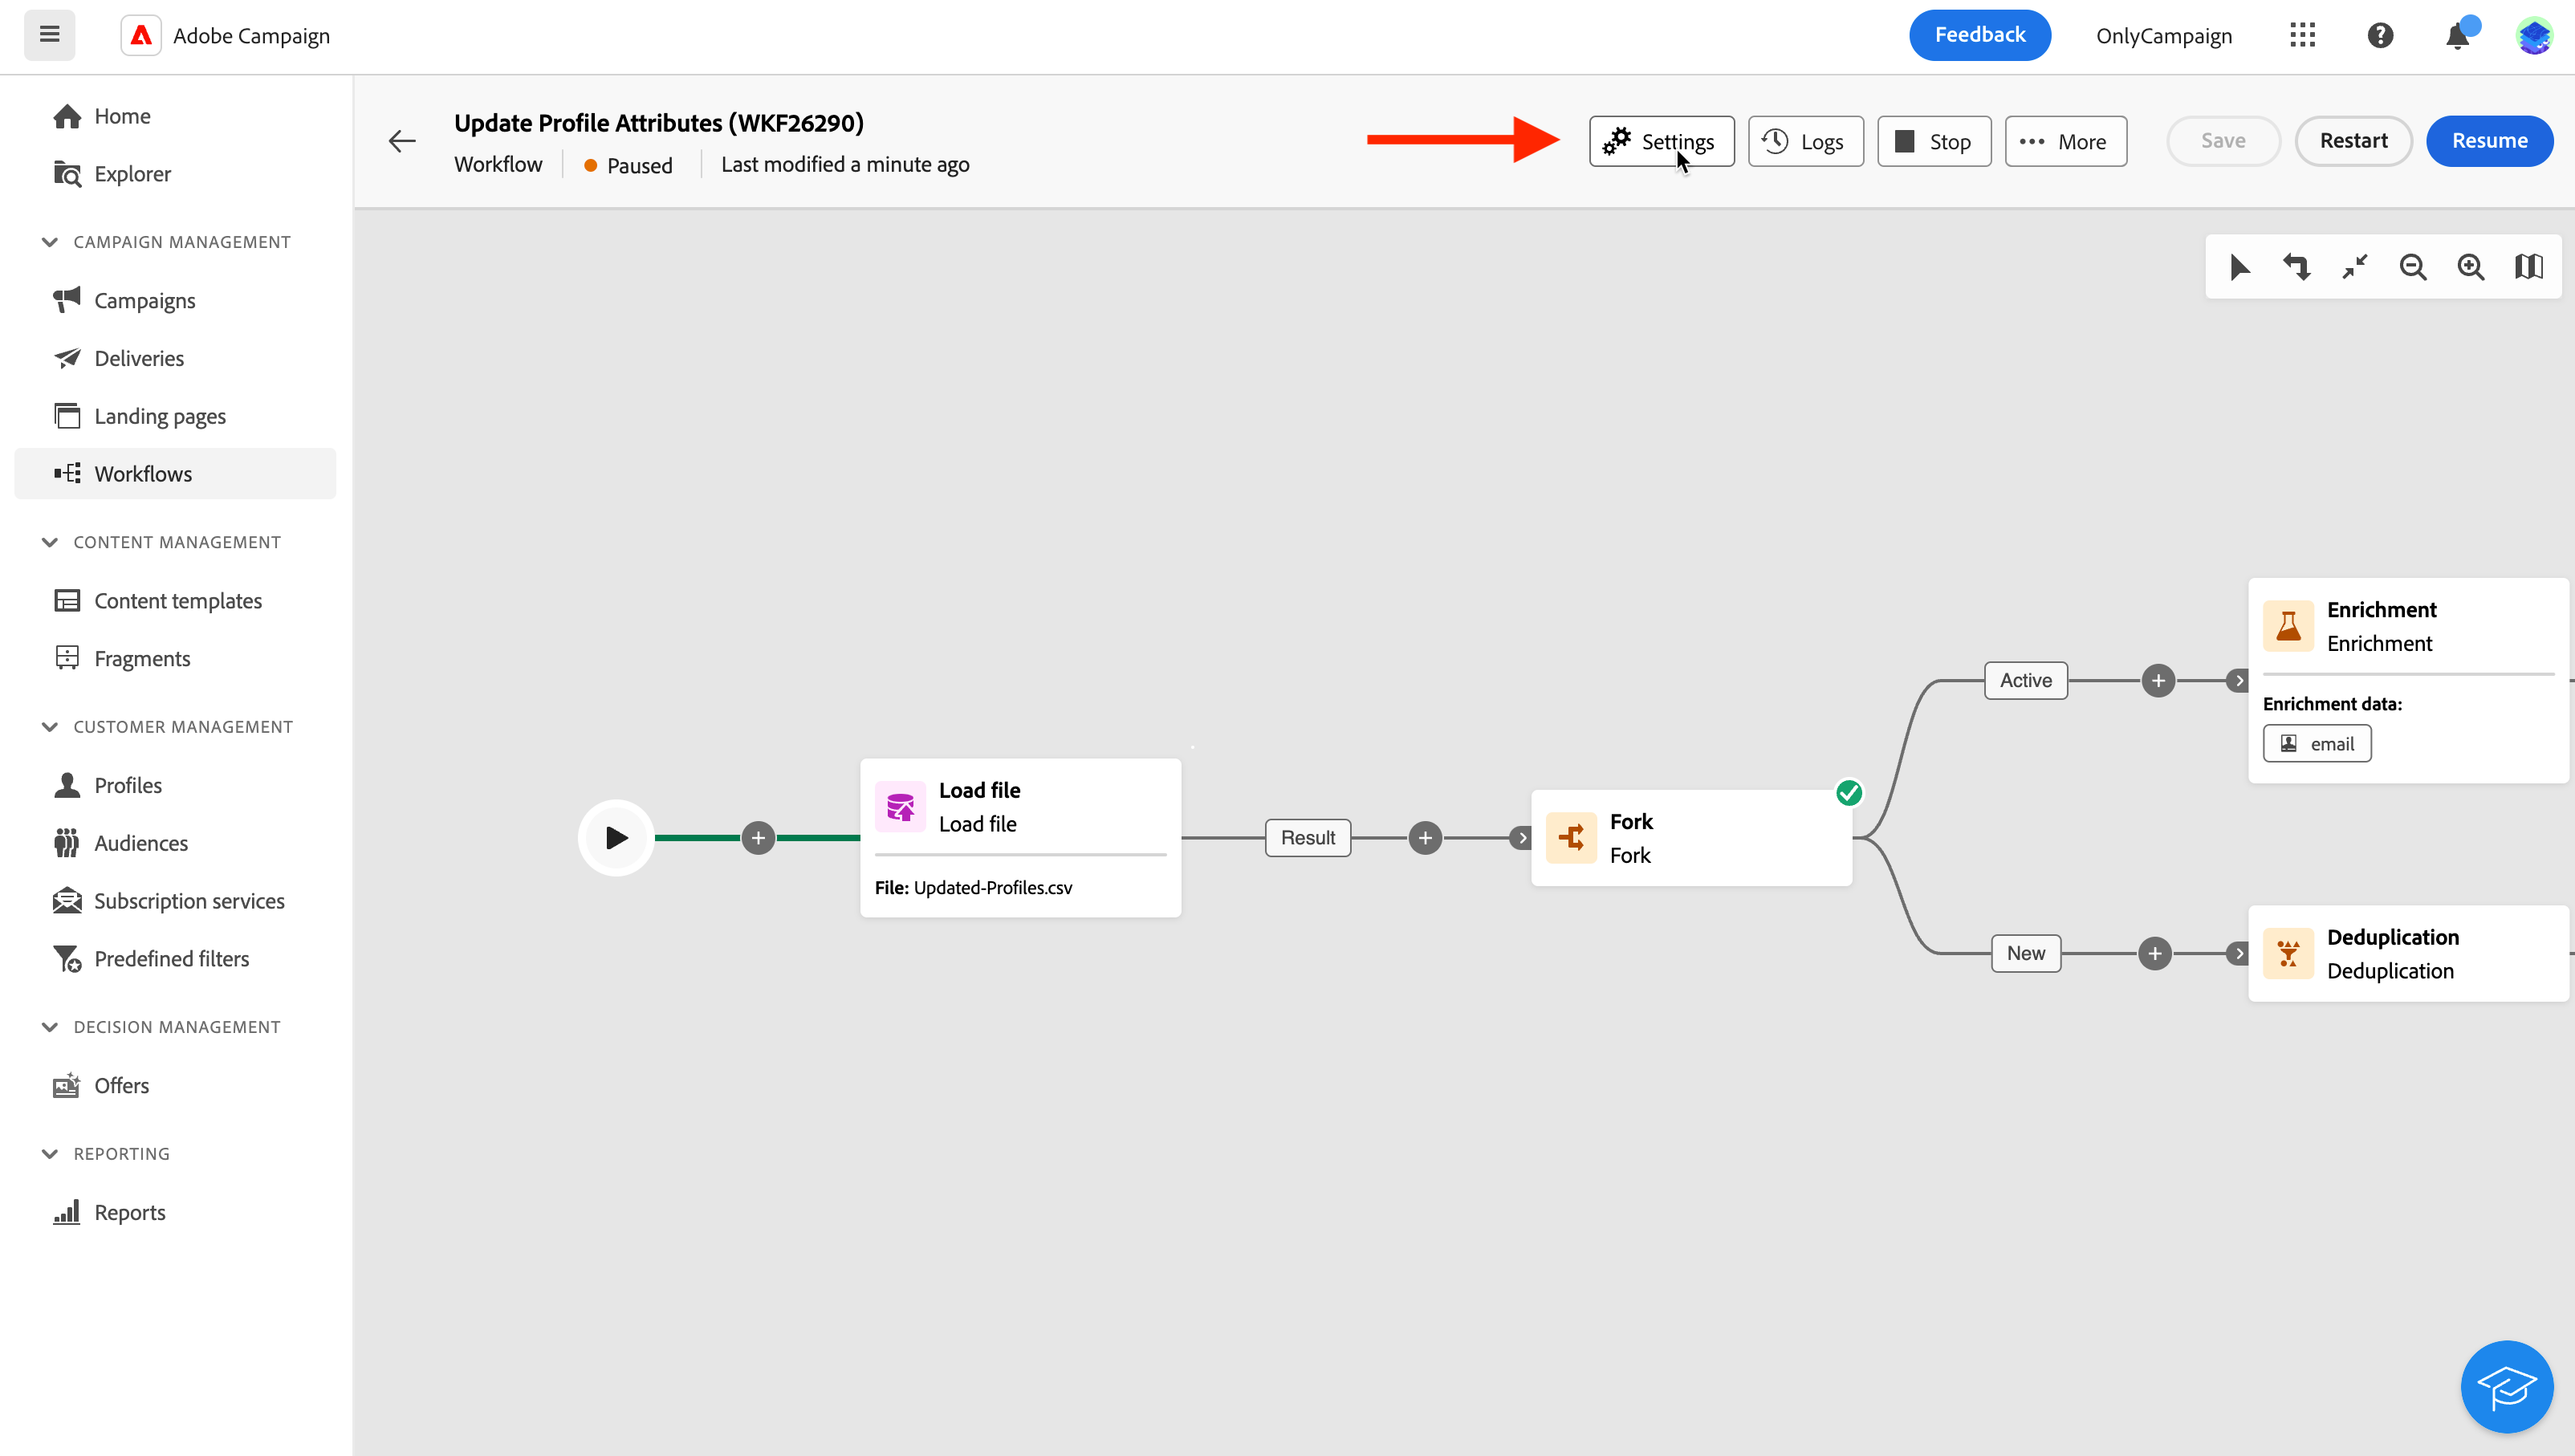 Adobe Campaign
Feedback
OnlyCampaign
Home
Explorer
CAMPAIGN MANAGEMENT
Campaigns
Deliveries
Landing pages
Workflows
CONTENT MANAGEMENT
Content templates
Fragments
CUSTOMER MANAGEMENT
Profiles
Audiences
Subscription services
Predefined filters
DECISION MANAGEMENT
Offers
REPORTING
Reports
Update Profile Attributes (WKF26290)
Workflow
Paused
Last modified a minute ago
Settings
Logs
Stop
More
Save
Restart
Resume
Load file
Load file
File: Updated-Profiles.csv
Result
Fork
Fork
Active
New
Enrichment
Enrichment
Enrichment data:
email
Deduplication
Deduplication